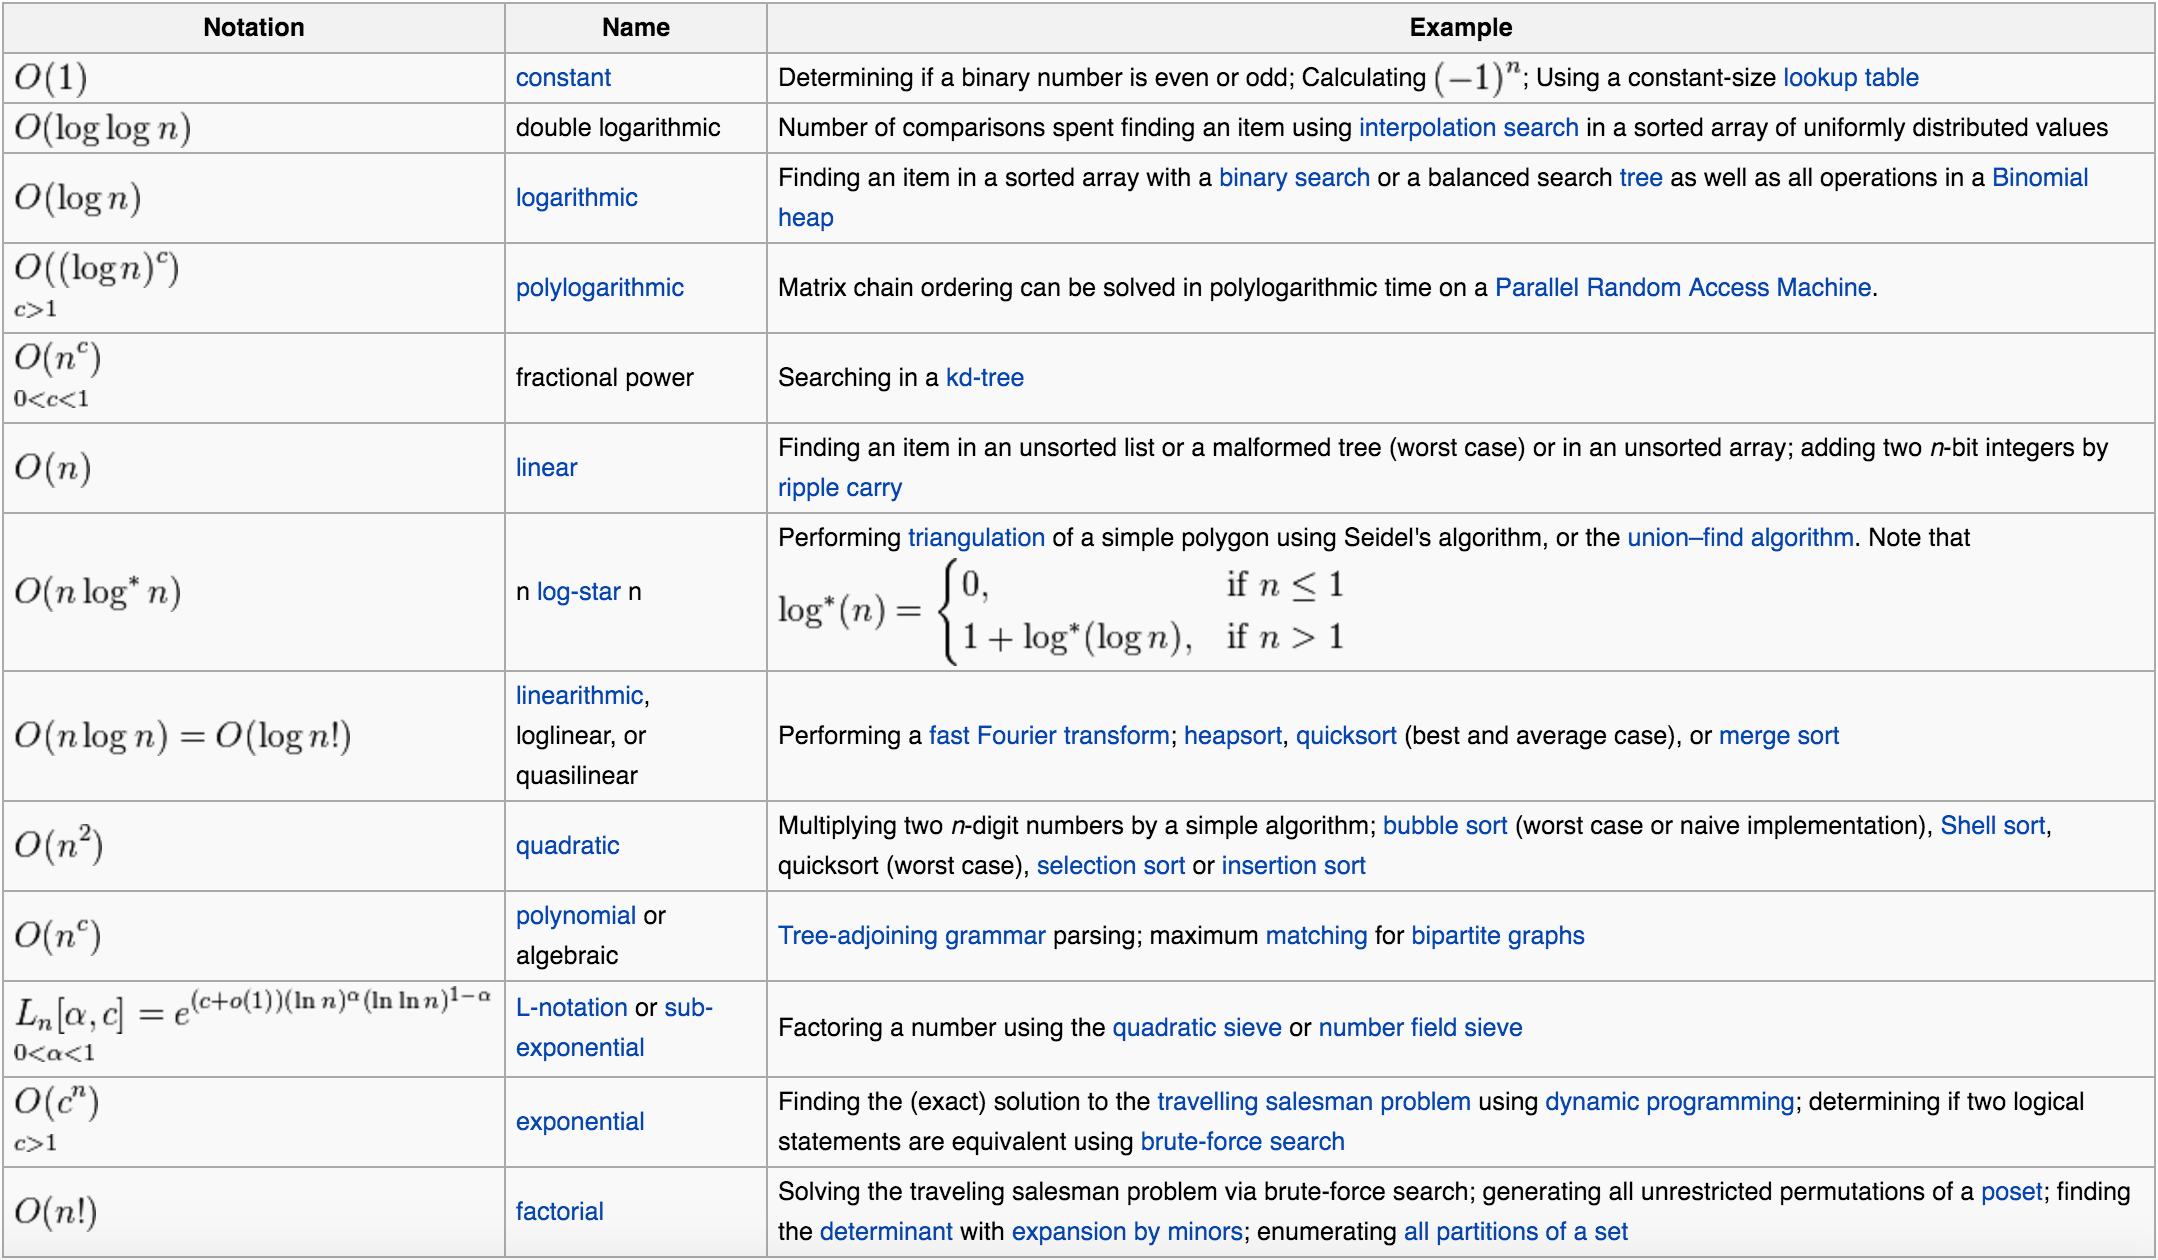 Notation Name Example
O(1) constant Determining if a binary number is even or odd; Calculating (−1)ⁿ; Using a constant-size lookup table
O(log log n) double logarithmic Number of comparisons spent finding an item using interpolation search in a sorted array of uniformly distributed values
O(log n) logarithmic Finding an item in a sorted array with a binary search or a balanced search tree as well as all operations in a Binomial
heap
O((log n)ᶜ)
c>1
polylogarithmic Matrix chain ordering can be solved in polylogarithmic time on a Parallel Random Access Machine.
O(nᶜ)
0<c<1
fractional power Searching in a kd-tree
O(n) linear Finding an item in an unsorted list or a malformed tree (worst case) or in an unsorted array; adding two n-bit integers by
ripple carry
O(n log* n) n log-star n Performing triangulation of a simple polygon using Seidel's algorithm, or the union–find algorithm. Note that
log*(n) = { 0, if n ≤ 1
1 + log*(log n), if n > 1
O(n log n) = O(log n!) linearithmic,
loglinear, or
quasilinear
Performing a fast Fourier transform; heapsort, quicksort (best and average case), or merge sort
O(n²) quadratic Multiplying two n-digit numbers by a simple algorithm; bubble sort (worst case or naive implementation), Shell sort,
quicksort (worst case), selection sort or insertion sort
O(nᶜ) polynomial or
algebraic
Tree-adjoining grammar parsing; maximum matching for bipartite graphs
Lₙ[α, c] = e^(c+o(1))(ln n)^α(ln ln n)^1−α
0<α<1
L-notation or sub-
exponential
Factoring a number using the quadratic sieve or number field sieve
O(cⁿ)
c>1
exponential Finding the (exact) solution to the travelling salesman problem using dynamic programming; determining if two logical
statements are equivalent using brute-force search
O(n!) factorial Solving the traveling salesman problem via brute-force search; generating all unrestricted permutations of a poset; finding
the determinant with expansion by minors; enumerating all partitions of a set